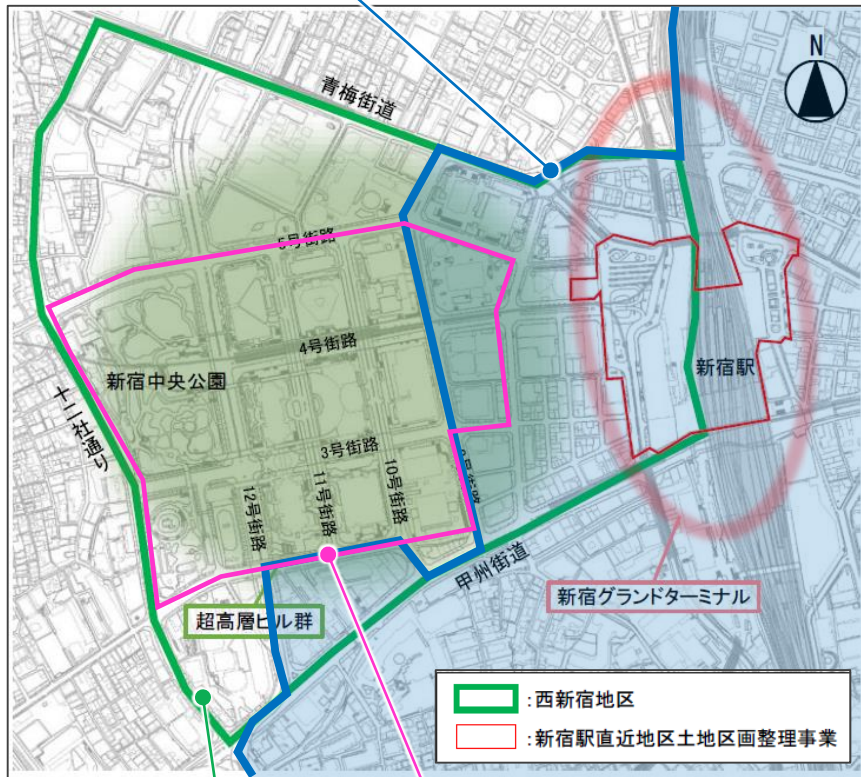 N
青梅街道
5号街路
4号街路
新宿中央公園
新宿駅
十二社通り
3号街路
12号街路
11号街路
10号街路
甲州街道
新宿グランドターミナル
超高層ビル群
:西新宿地区
:新宿駅直近地区土地区画整理事業